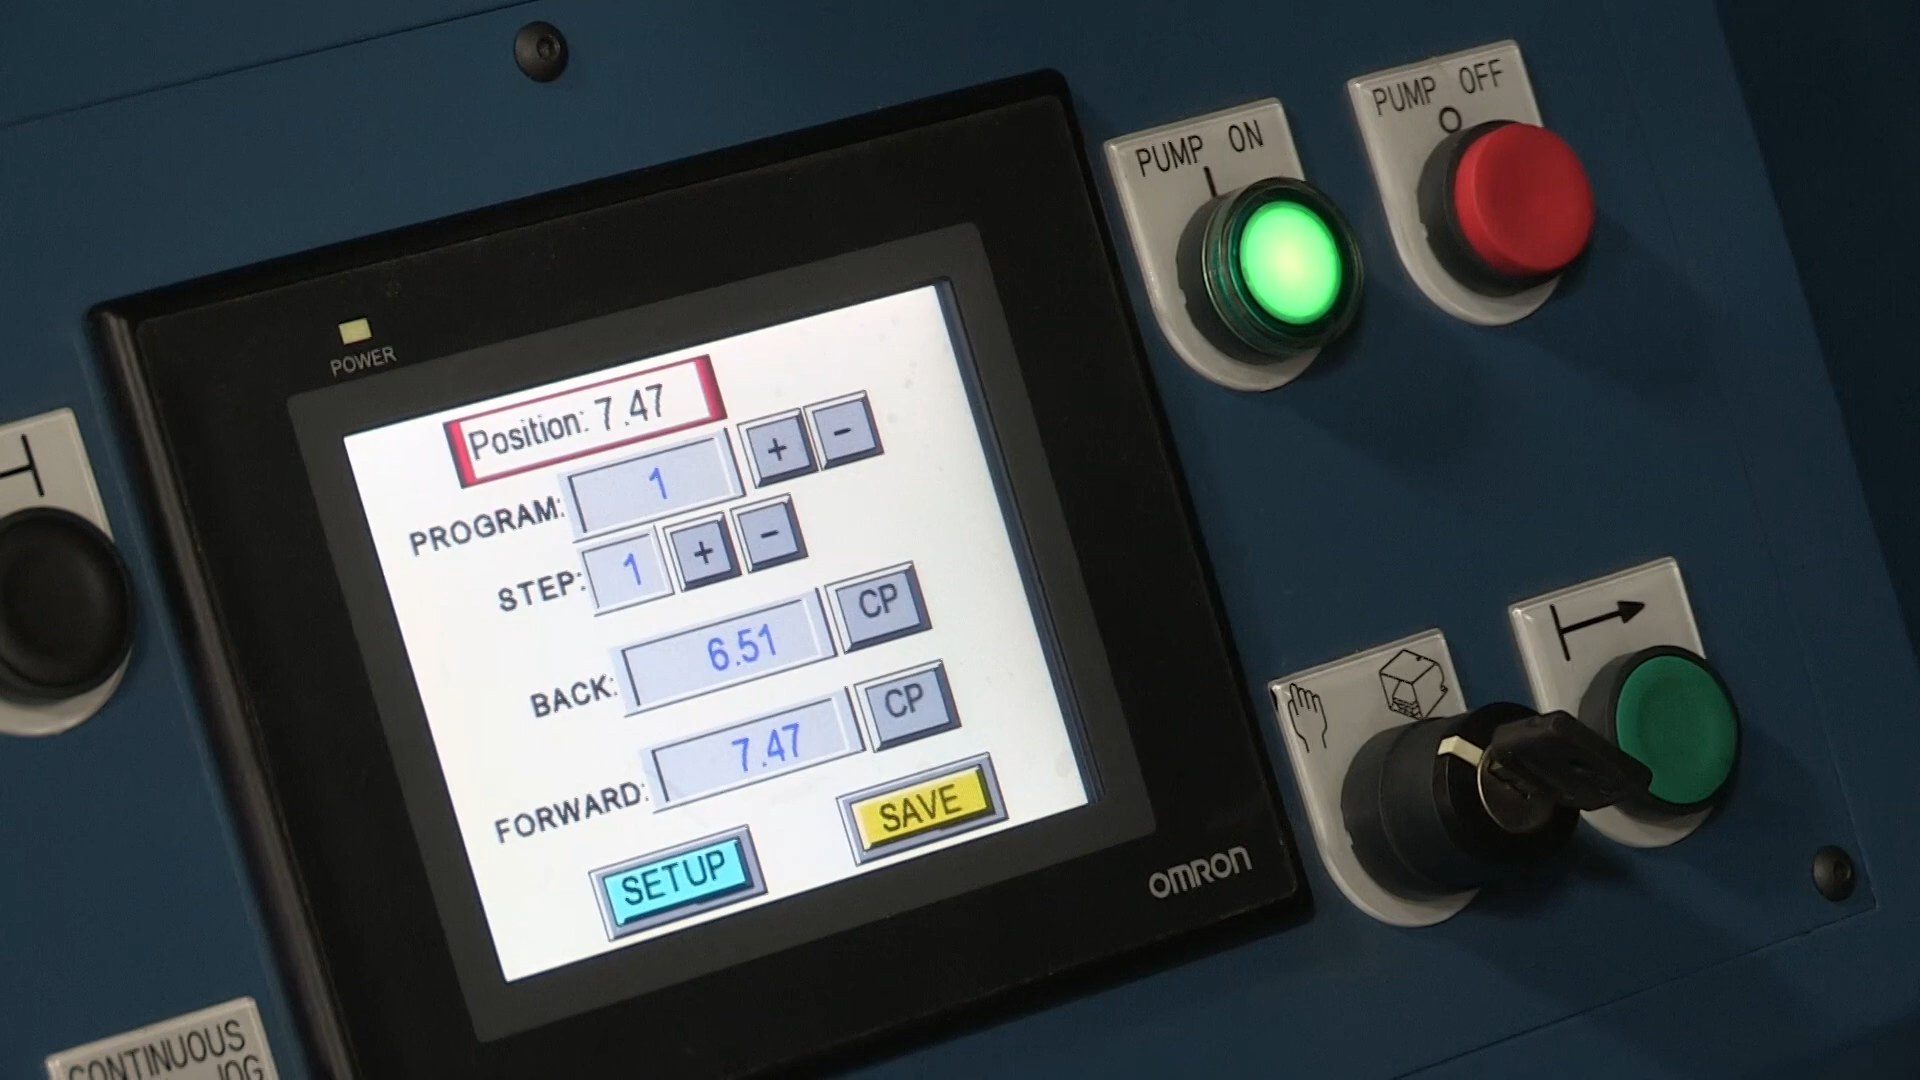 PUMP OFF
O
PUMP ON
I
POWER
Position: 7.47
PROGRAM: 1 + -
STEP: 1 + -
BACK: 6.51 CP
FORWARD: 7.47 CP
SETUP SAVE
OMRON
CONTINUOUS
JOG